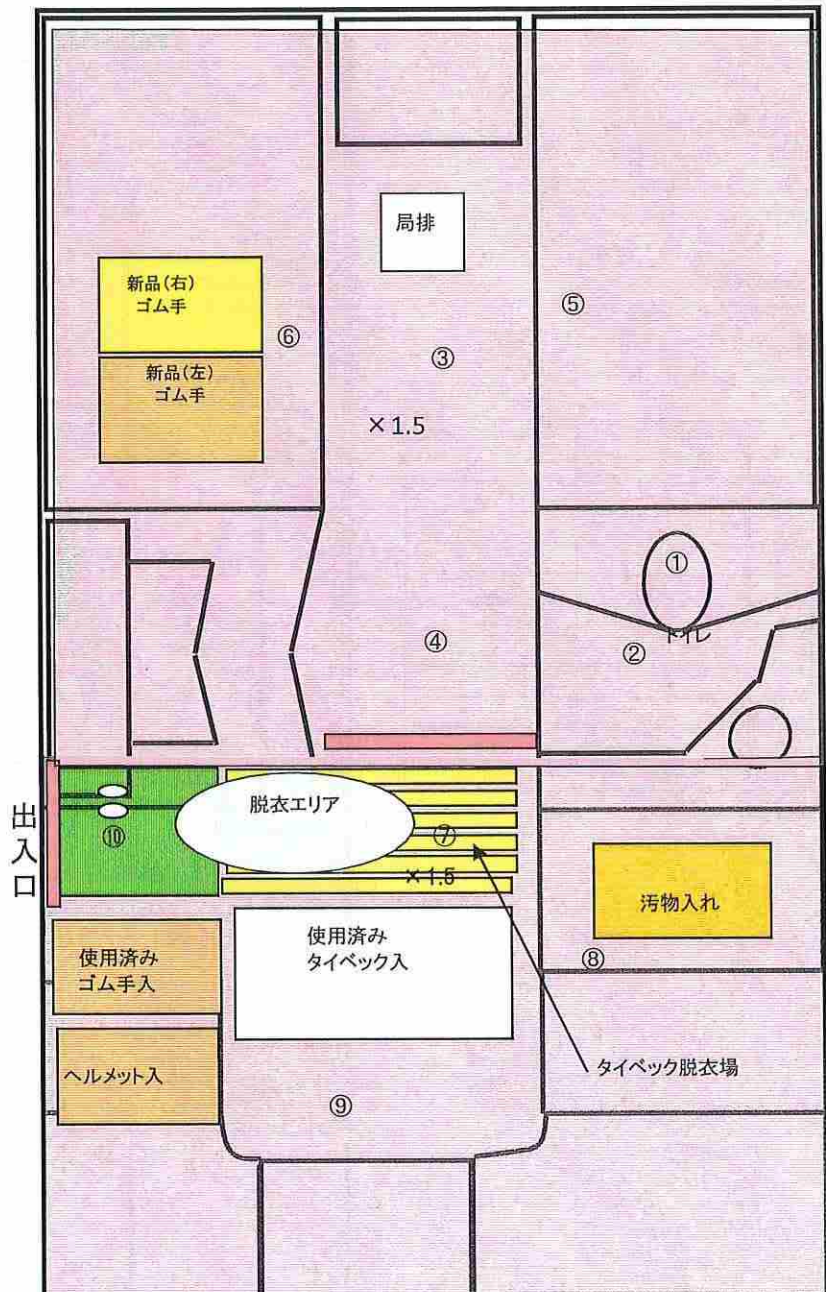 局排
新品(右)
ゴム手
⑥
⑤
③
新品(左)
ゴム手
×1.5
①
④
②
トイレ
出入口
⑩
脱衣エリア
⑦
×1.5
汚物入れ
使用済み
ゴム手入
使用済み
タイベック入
⑧
ヘルメット入
タイベック脱衣場
⑨